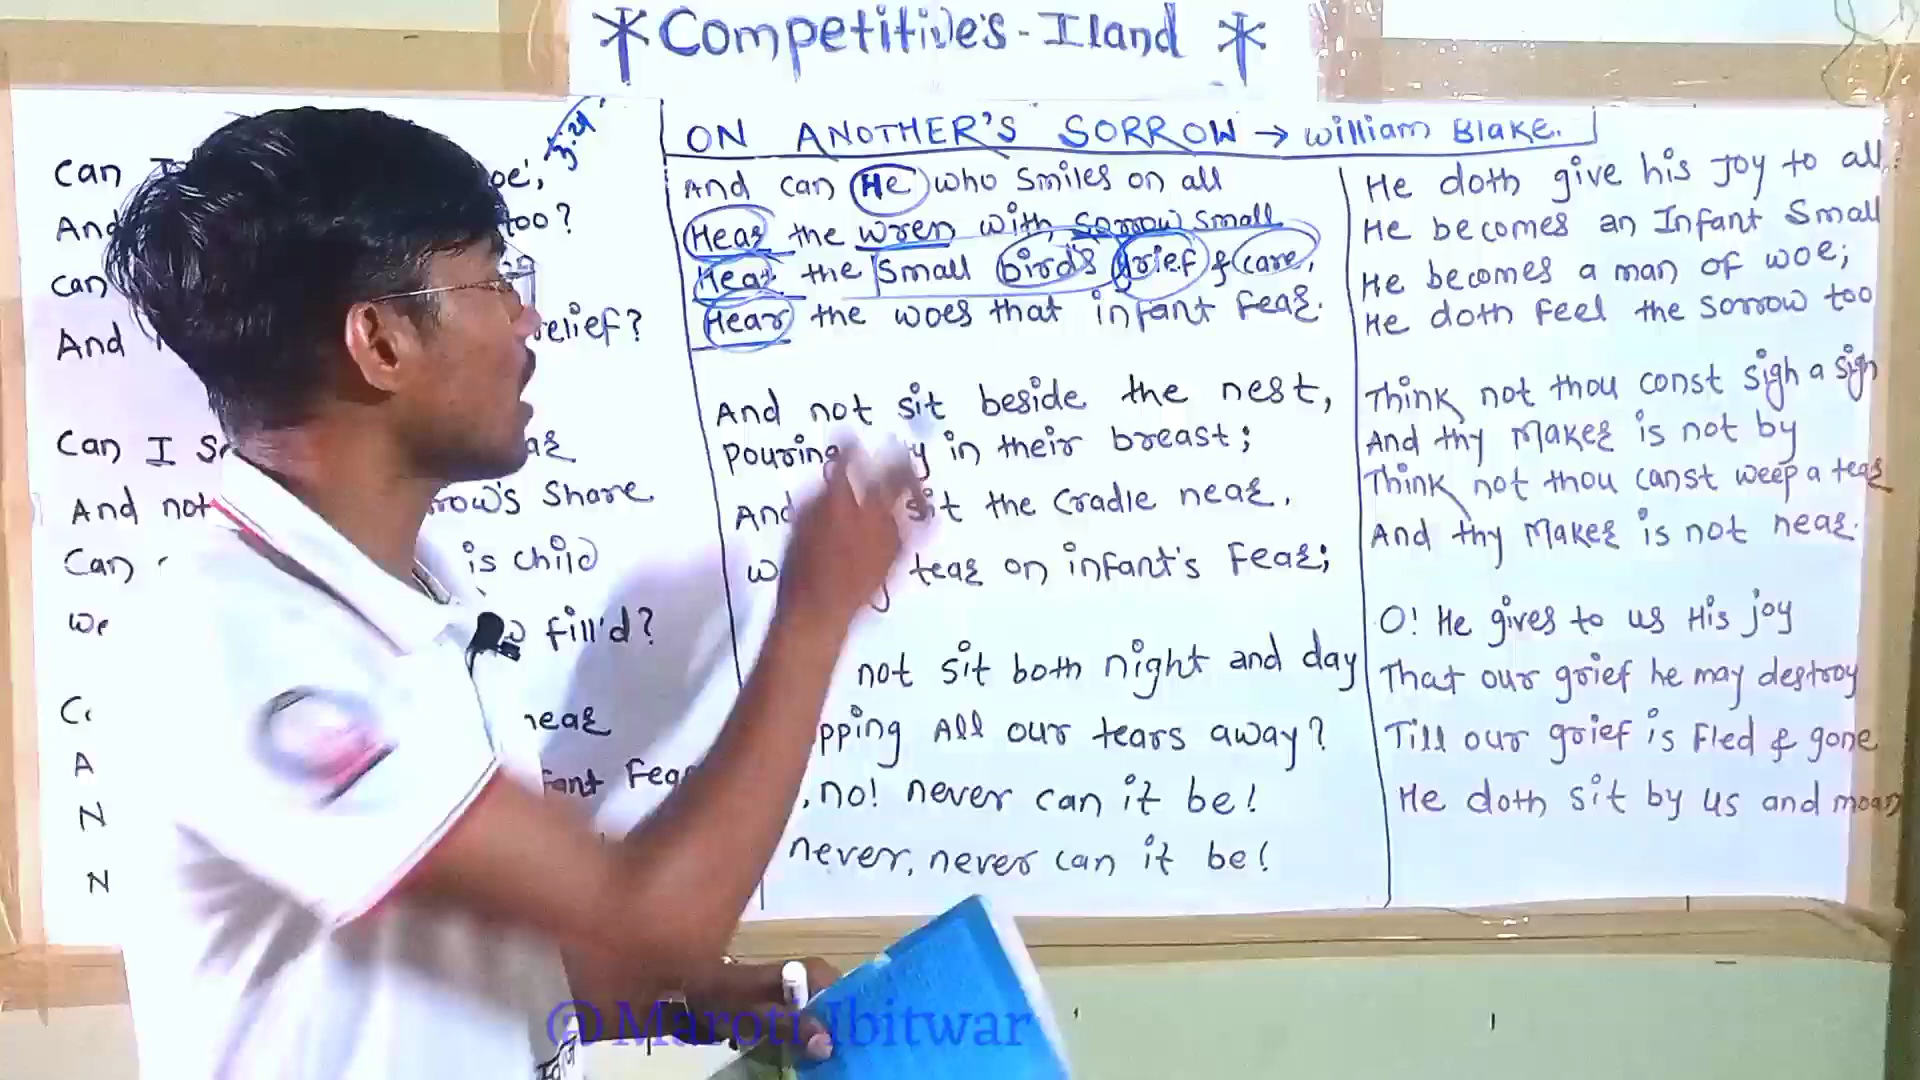 *Competitive's-Iland *
3:29
ON ANOTHER'S SORROW → William Blake.
Can I
oe;
And
too?
can
And
relief?
Can I
And not
row's Share
Can
is child
fill'd?
near
fant Fear
A
N
N
And can He who smiles on all
Hear the wren with sorrow small
Hear the small birds grief & care,
Hear the woes that infant fear.
And not sit beside the nest,
Pouring in their breast;
And sit the cradle near,
tear on infant's Fear;
not sit both night and day
pping All our tears away?
,no! never can it be!
never, never can it be!
He doth give his Joy to all.
He becomes an Infant Small
He becomes a man of woe;
He doth Feel the sorrow too
Think not thou const sigh a sigh
And thy Maker is not by
Think not thou canst weep a tear
And thy Maker is not near.
O! He gives to us His joy
That our grief he may destroy
Till our grief is Fled & gone
He doth sit by us and moan
@Maroti Ibitwar